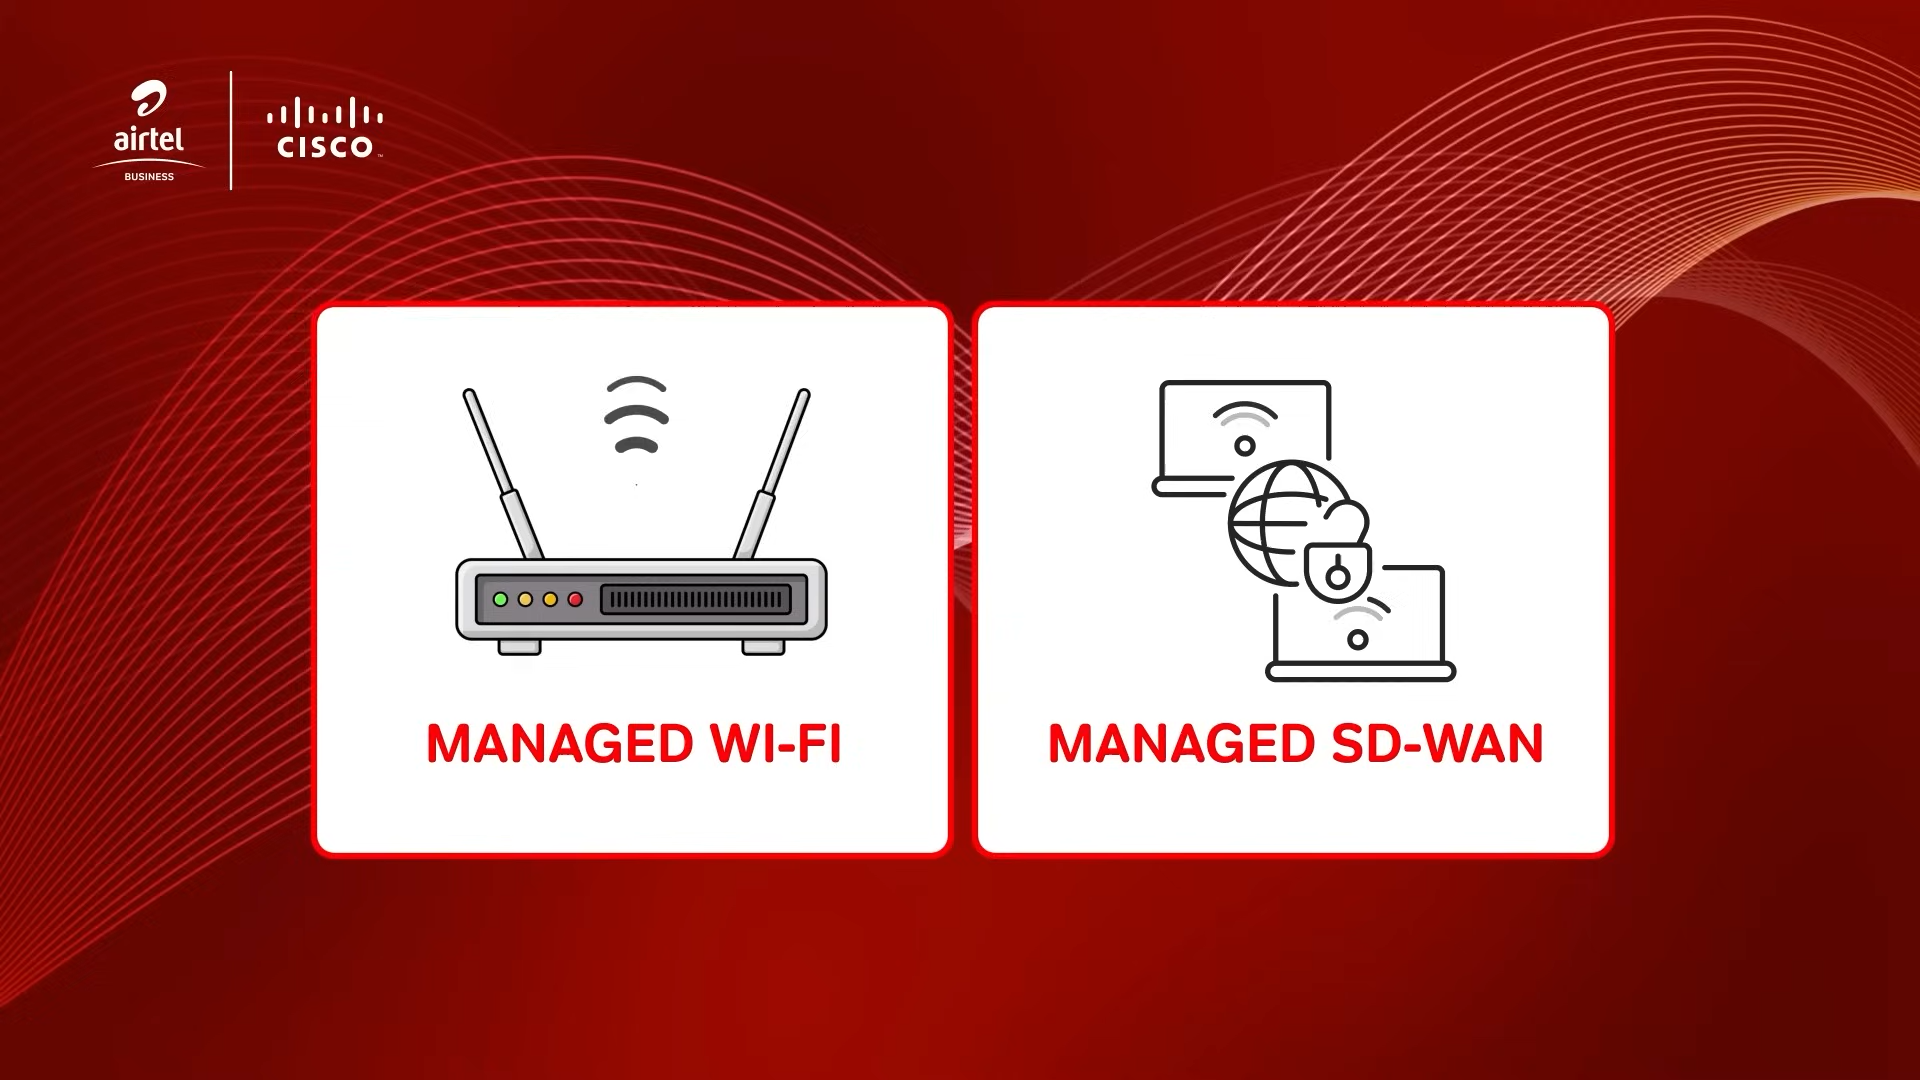 airtel
BUSINESS
CISCO
MANAGED WI-FI
MANAGED SD-WAN